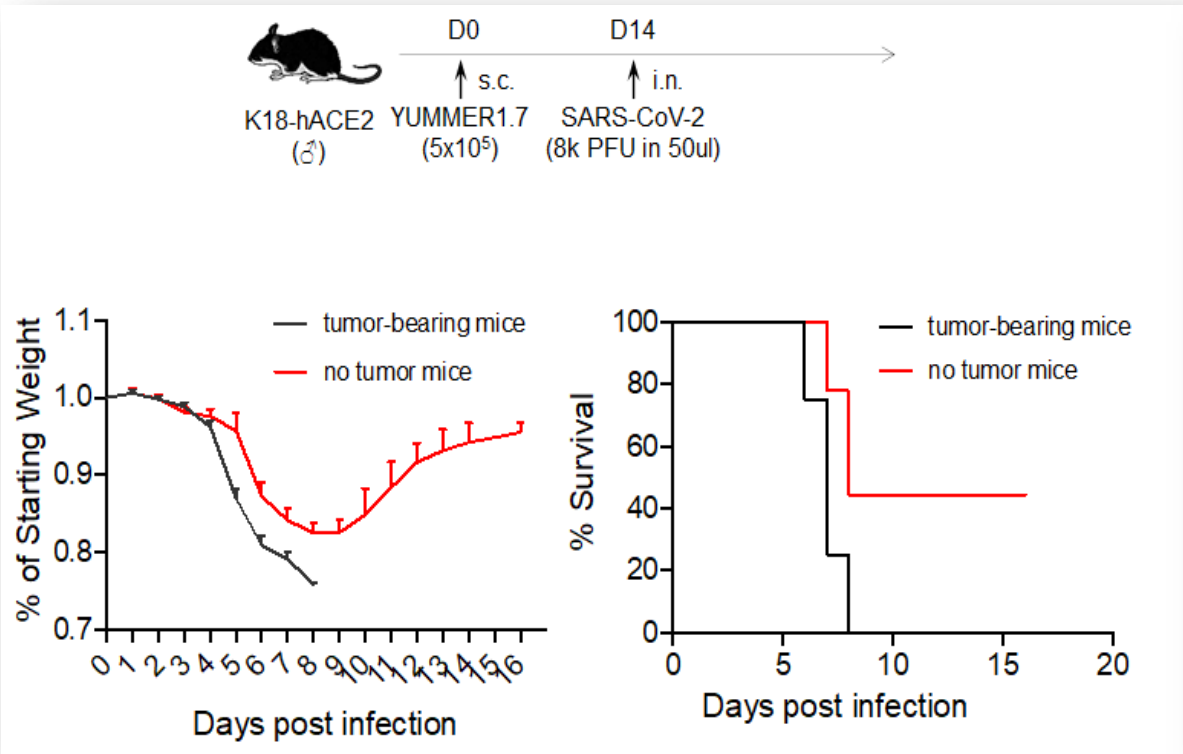 D0
D14
s.c.
i.n.
K18-hACE2
(♂)
YUMMER1.7
(5x10⁵)
SARS-CoV-2
(8k PFU in 50ul)
% of Starting Weight
1.1
1.0
0.9
0.8
0.7
tumor-bearing mice
no tumor mice
0 1 2 3 4 5 6 7 8 9 10 11 12 13 14 15 16
Days post infection
% Survival
100
80
60
40
20
0
tumor-bearing mice
no tumor mice
0 5 10 15 20
Days post infection